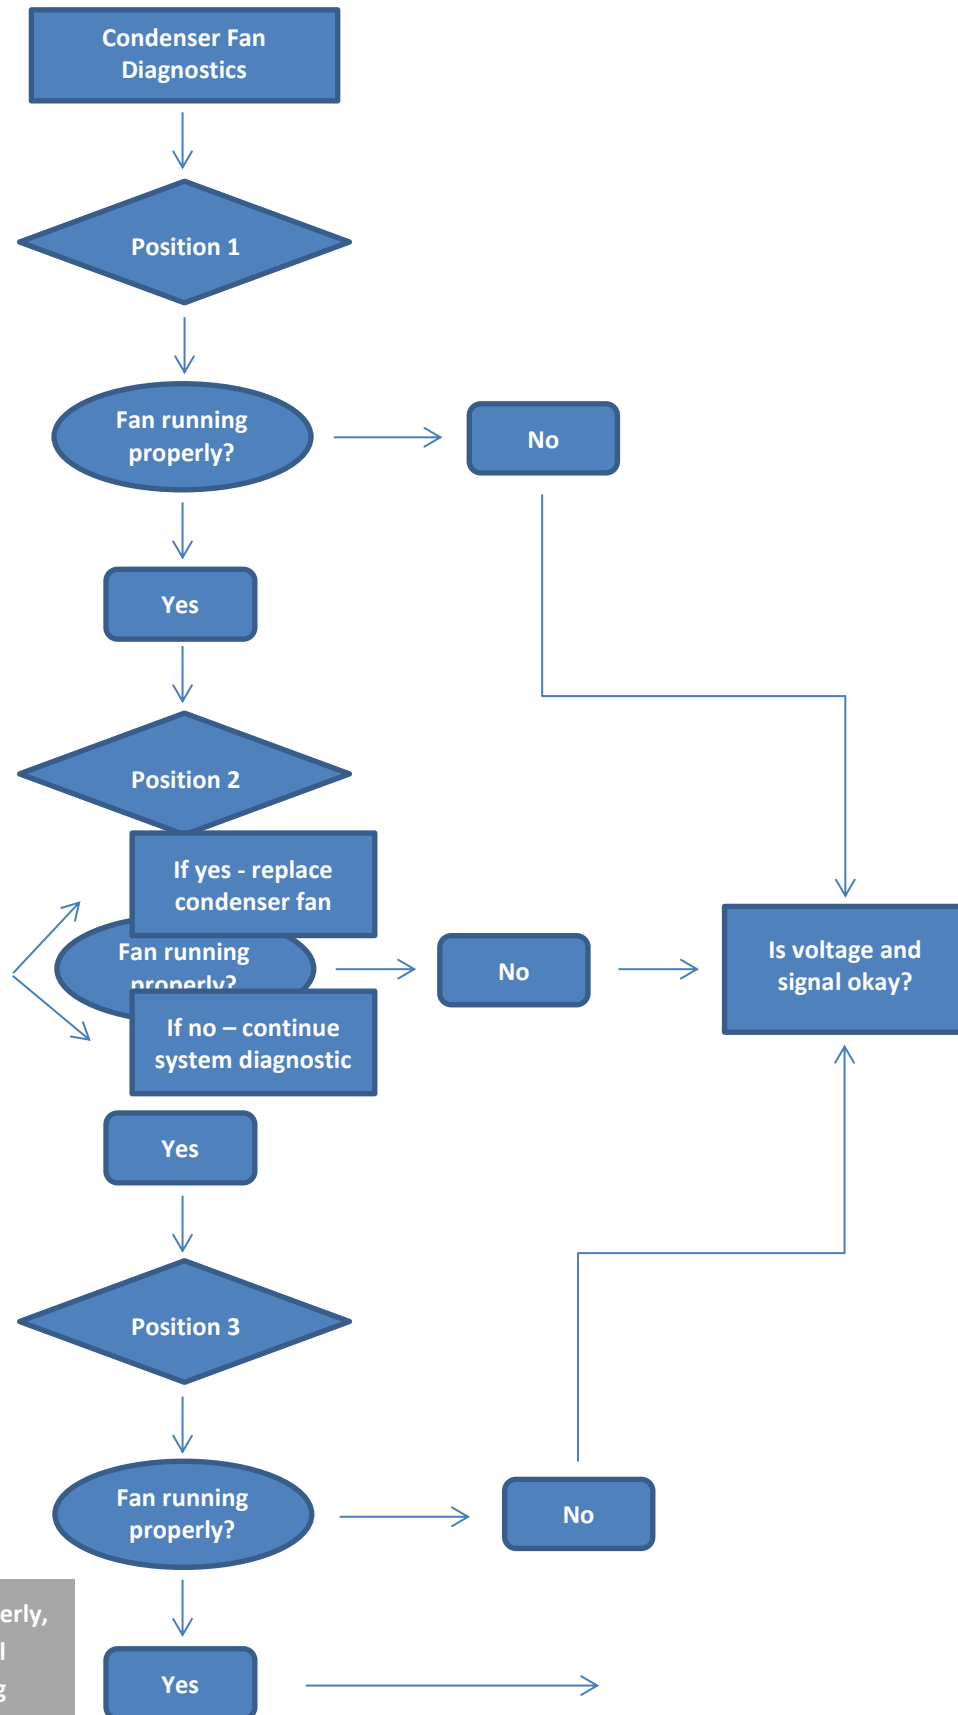 Condenser Fan
Diagnostics
Position 1
Fan running
properly?
No
Yes
Position 2
If yes - replace
condenser fan
Fan running
properly?
No
Is voltage and
signal okay?
If no – continue
system diagnostic
Yes
Position 3
Fan running
properly?
No
erly,
l
g
Yes